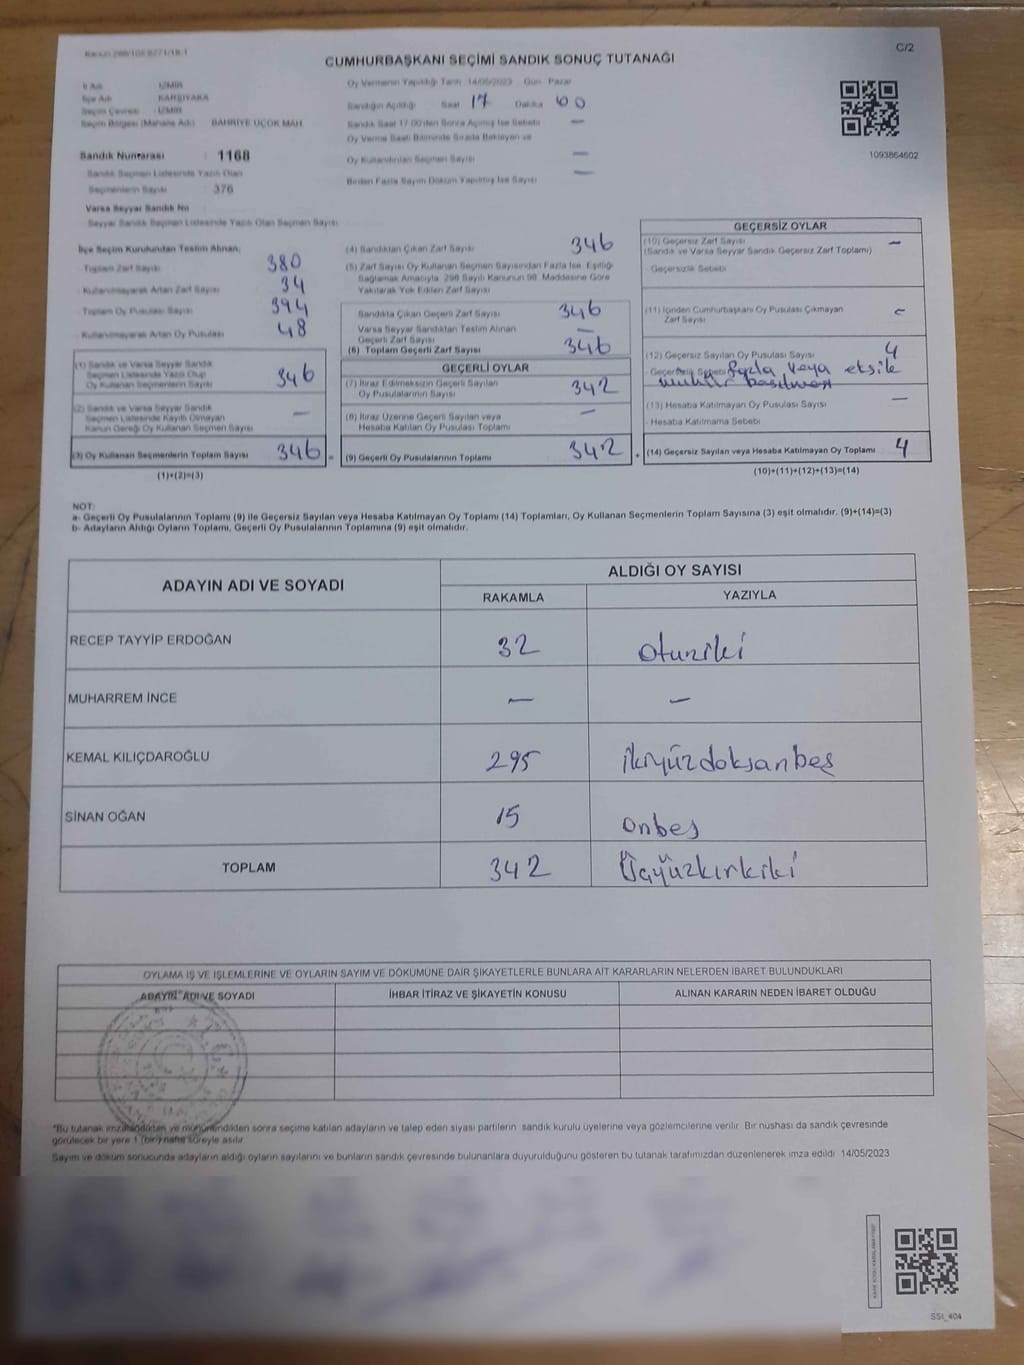 C/2
CUMHURBAŞKANI SEÇİMİ SANDIK SONUÇ TUTANAĞI
İl Adı İZMİR
İlçe Adı KARŞIYAKA
Seçim Çevresi İZMİR
Seçim Bölgesi (Mahalle Adı) BAHRİYE ÜÇOK MAH.
Sandık Numarası : 1168
Sandık Seçmen Listesinde Yazılı Olan
Seçmenlerin Sayısı : 376
Varsa Seyyar Sandık No
Seyyar Sandık Seçmen Listesinde Yazılı Olan Seçmen Sayısı
Oy Vermenin Yapıldığı Tarih 14/05/2023 Gün Pazar
Sandığın Açıldığı Saat 17 Dakika 00
Sandık Saat 17:00'den Sonra Açılmış İse Sebebi —
Oy Verme Saati Bitiminde Sırada Bekleyen ve
Oy Kullandırılan Seçmen Sayısı —
Birden Fazla Sayım Döküm Yapılmış İse Sayısı —
1093864602
İlçe Seçim Kurulundan Teslim Alınan;
Toplam Zarf Sayısı 380
Kullanılmayarak Artan Zarf Sayısı 34
Toplam Oy Pusulası Sayısı 394
Kullanılmayarak Artan Oy Pusulası 48
(1) Sandık ve Varsa Seyyar Sandık
Seçmen Listesinde Yazılı Olup
Oy Kullanan Seçmenlerin Sayısı 346
(2) Sandık ve Varsa Seyyar Sandık
Seçmen Listesinde Kayıtlı Olmayan
Kanun Gereği Oy Kullanan Seçmen Sayısı —
(3) Oy Kullanan Seçmenlerin Toplam Sayısı 346
(1)+(2)=(3)
(4) Sandıktan Çıkan Zarf Sayısı 346
(5) Zarf Sayısı Oy Kullanan Seçmen Sayısından Fazla İse, Eşitliği
Sağlamak Amacıyla, 298 Sayılı Kanunun 98. Maddesine Göre
Yakılarak Yok Edilen Zarf Sayısı
Sandıkta Çıkan Geçerli Zarf Sayısı 346
Varsa Seyyar Sandıktan Teslim Alınan
Geçerli Zarf Sayısı —
(6) Toplam Geçerli Zarf Sayısı 346
GEÇERLİ OYLAR
(7) İtiraz Edilmeksizin Geçerli Sayılan
Oy Pusulasının Sayısı 342
(8) İtiraz Üzerine Geçerli Sayılan veya
Hesaba Katılan Oy Pusulası Toplamı —
= (9) Geçerli Oy Pusulalarının Toplamı 342
GEÇERSİZ OYLAR
(10) Geçersiz Zarf Sayısı —
(Sandık ve Varsa Seyyar Sandık Geçersiz Zarf Toplamı)
- Geçersizlik Sebebi
(11) İçinden Cumhurbaşkanı Oy Pusulası Çıkmayan
Zarf Sayısı —
(12) Geçersiz Sayılan Oy Pusulası Sayısı 4
- Geçersizlik Sebebi fazla veya eksik
mühür basılması
(13) Hesaba Katılmayan Oy Pusulası Sayısı —
- Hesaba Katılmama Sebebi
+ (14) Geçersiz Sayılan veya Hesaba Katılmayan Oy Toplamı 4
(10)+(11)+(12)+(13)=(14)
NOT:
a- Geçerli Oy Pusulalarının Toplamı (9) ile Geçersiz Sayılan veya Hesaba Katılmayan Oy Toplamı (14) Toplamları, Oy Kullanan Seçmenlerin Toplam Sayısına (3) eşit olmalıdır. (9)+(14)=(3)
b- Adayların Aldığı Oyların Toplamı, Geçerli Oy Pusulalarının Toplamına (9) eşit olmalıdır.
ADAYIN ADI VE SOYADI ALDIĞI OY SAYISI
RAKAMLA YAZIYLA
RECEP TAYYİP ERDOĞAN 32 otuziki
MUHARREM İNCE — —
KEMAL KILIÇDAROĞLU 295 ikiyüzdoksanbeş
SİNAN OĞAN 15 onbeş
TOPLAM 342 Üçyüzkırkiki
OYLAMA İŞ VE İŞLEMLERİNE VE OYLARIN SAYIM VE DÖKÜMÜNE DAİR ŞİKAYETLERLE BUNLARA AİT KARARLARIN NELERDEN İBARET BULUNDUKLARI
ADAYIN ADI VE SOYADI İHBAR İTİRAZ VE ŞİKAYETİN KONUSU ALINAN KARARIN NEDEN İBARET OLDUĞU
*Bu tutanak imzalandıktan ve mühürlendikten sonra seçime katılan adayların ve talep eden siyasi partilerin sandık kurulu üyelerine veya gözlemcilerine verilir. Bir nüshası da sandık çevresinde
görülecek bir yere 1 (bir) hafta süreyle asılır.
Sayım ve döküm sonucunda adayların aldığı oyların sayılarını ve bunların sandık çevresinde bulunanlara duyurulduğunu gösteren bu tutanak tarafımızdan düzenlenerek imza edildi. 14/05/2023
SSt_404